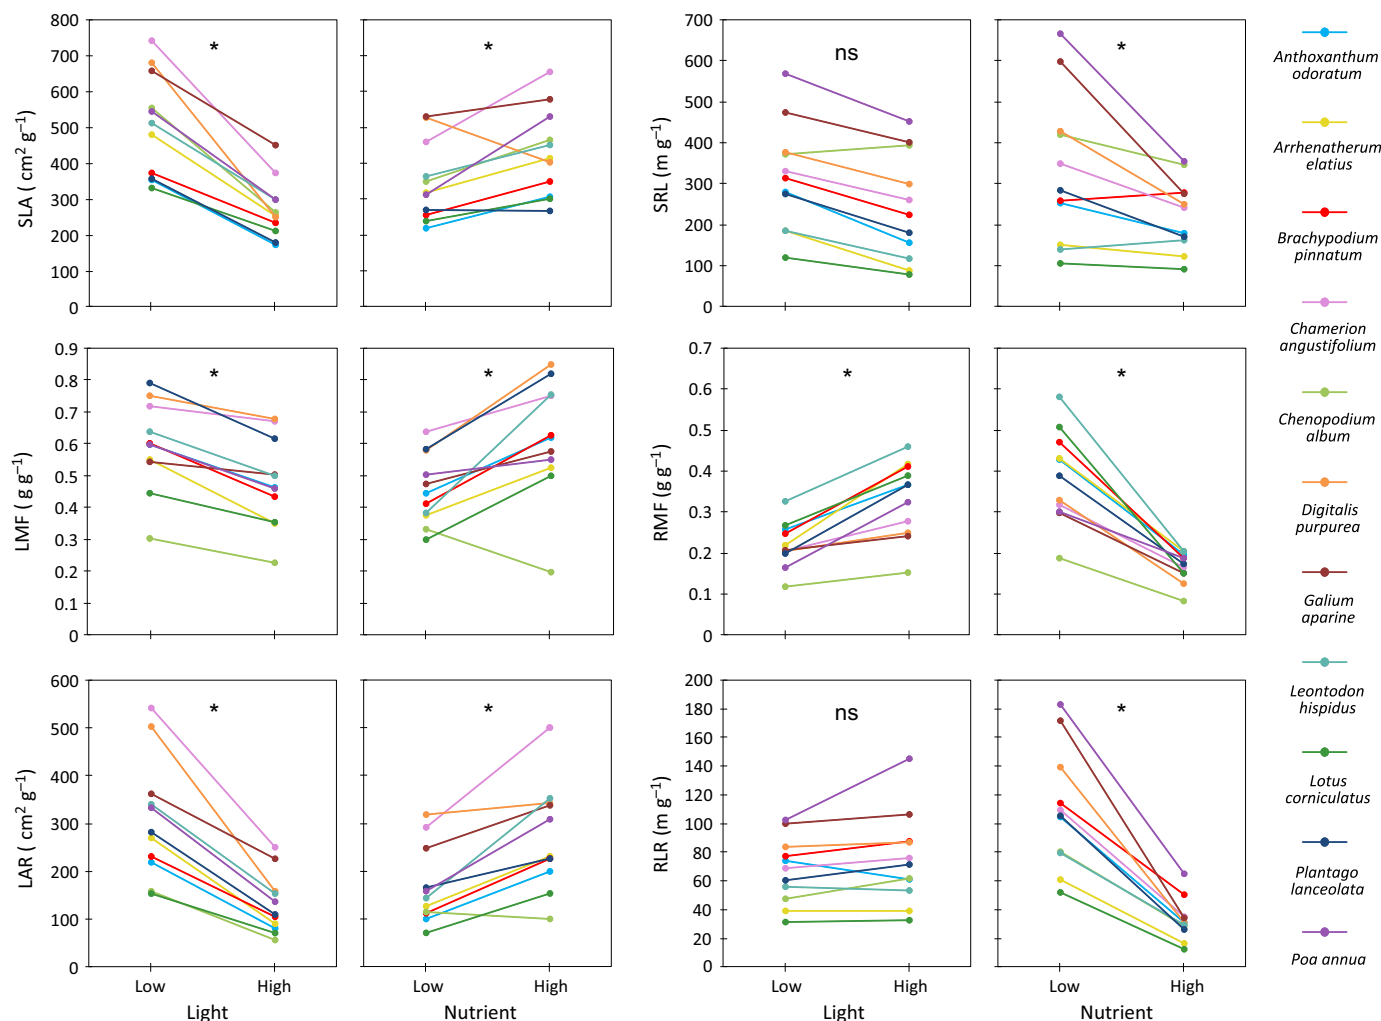 800
700
600
500
400
300
200
100
0
SLA ( cm² g⁻¹)
*
*
700
600
500
400
300
200
100
0
SRL (m g⁻¹)
ns
*
0.9
0.8
0.7
0.6
0.5
0.4
0.3
0.2
0.1
0
LMF (g g⁻¹)
*
*
0.7
0.6
0.5
0.4
0.3
0.2
0.1
0
RMF (g g⁻¹)
*
*
600
500
400
300
200
100
0
LAR ( cm² g⁻¹)
*
*
200
180
160
140
120
100
80
60
40
20
0
RLR (m g⁻¹)
ns
*
Low High Low High Low High Low High
Light Nutrient Light Nutrient
Anthoxanthum
odoratum
Arrhenatherum
elatius
Brachypodium
pinnatum
Chamerion
angustifolium
Chenopodium
album
Digitalis
purpurea
Galium
aparine
Leontodon
hispidus
Lotus
corniculatus
Plantago
lanceolata
Poa annua